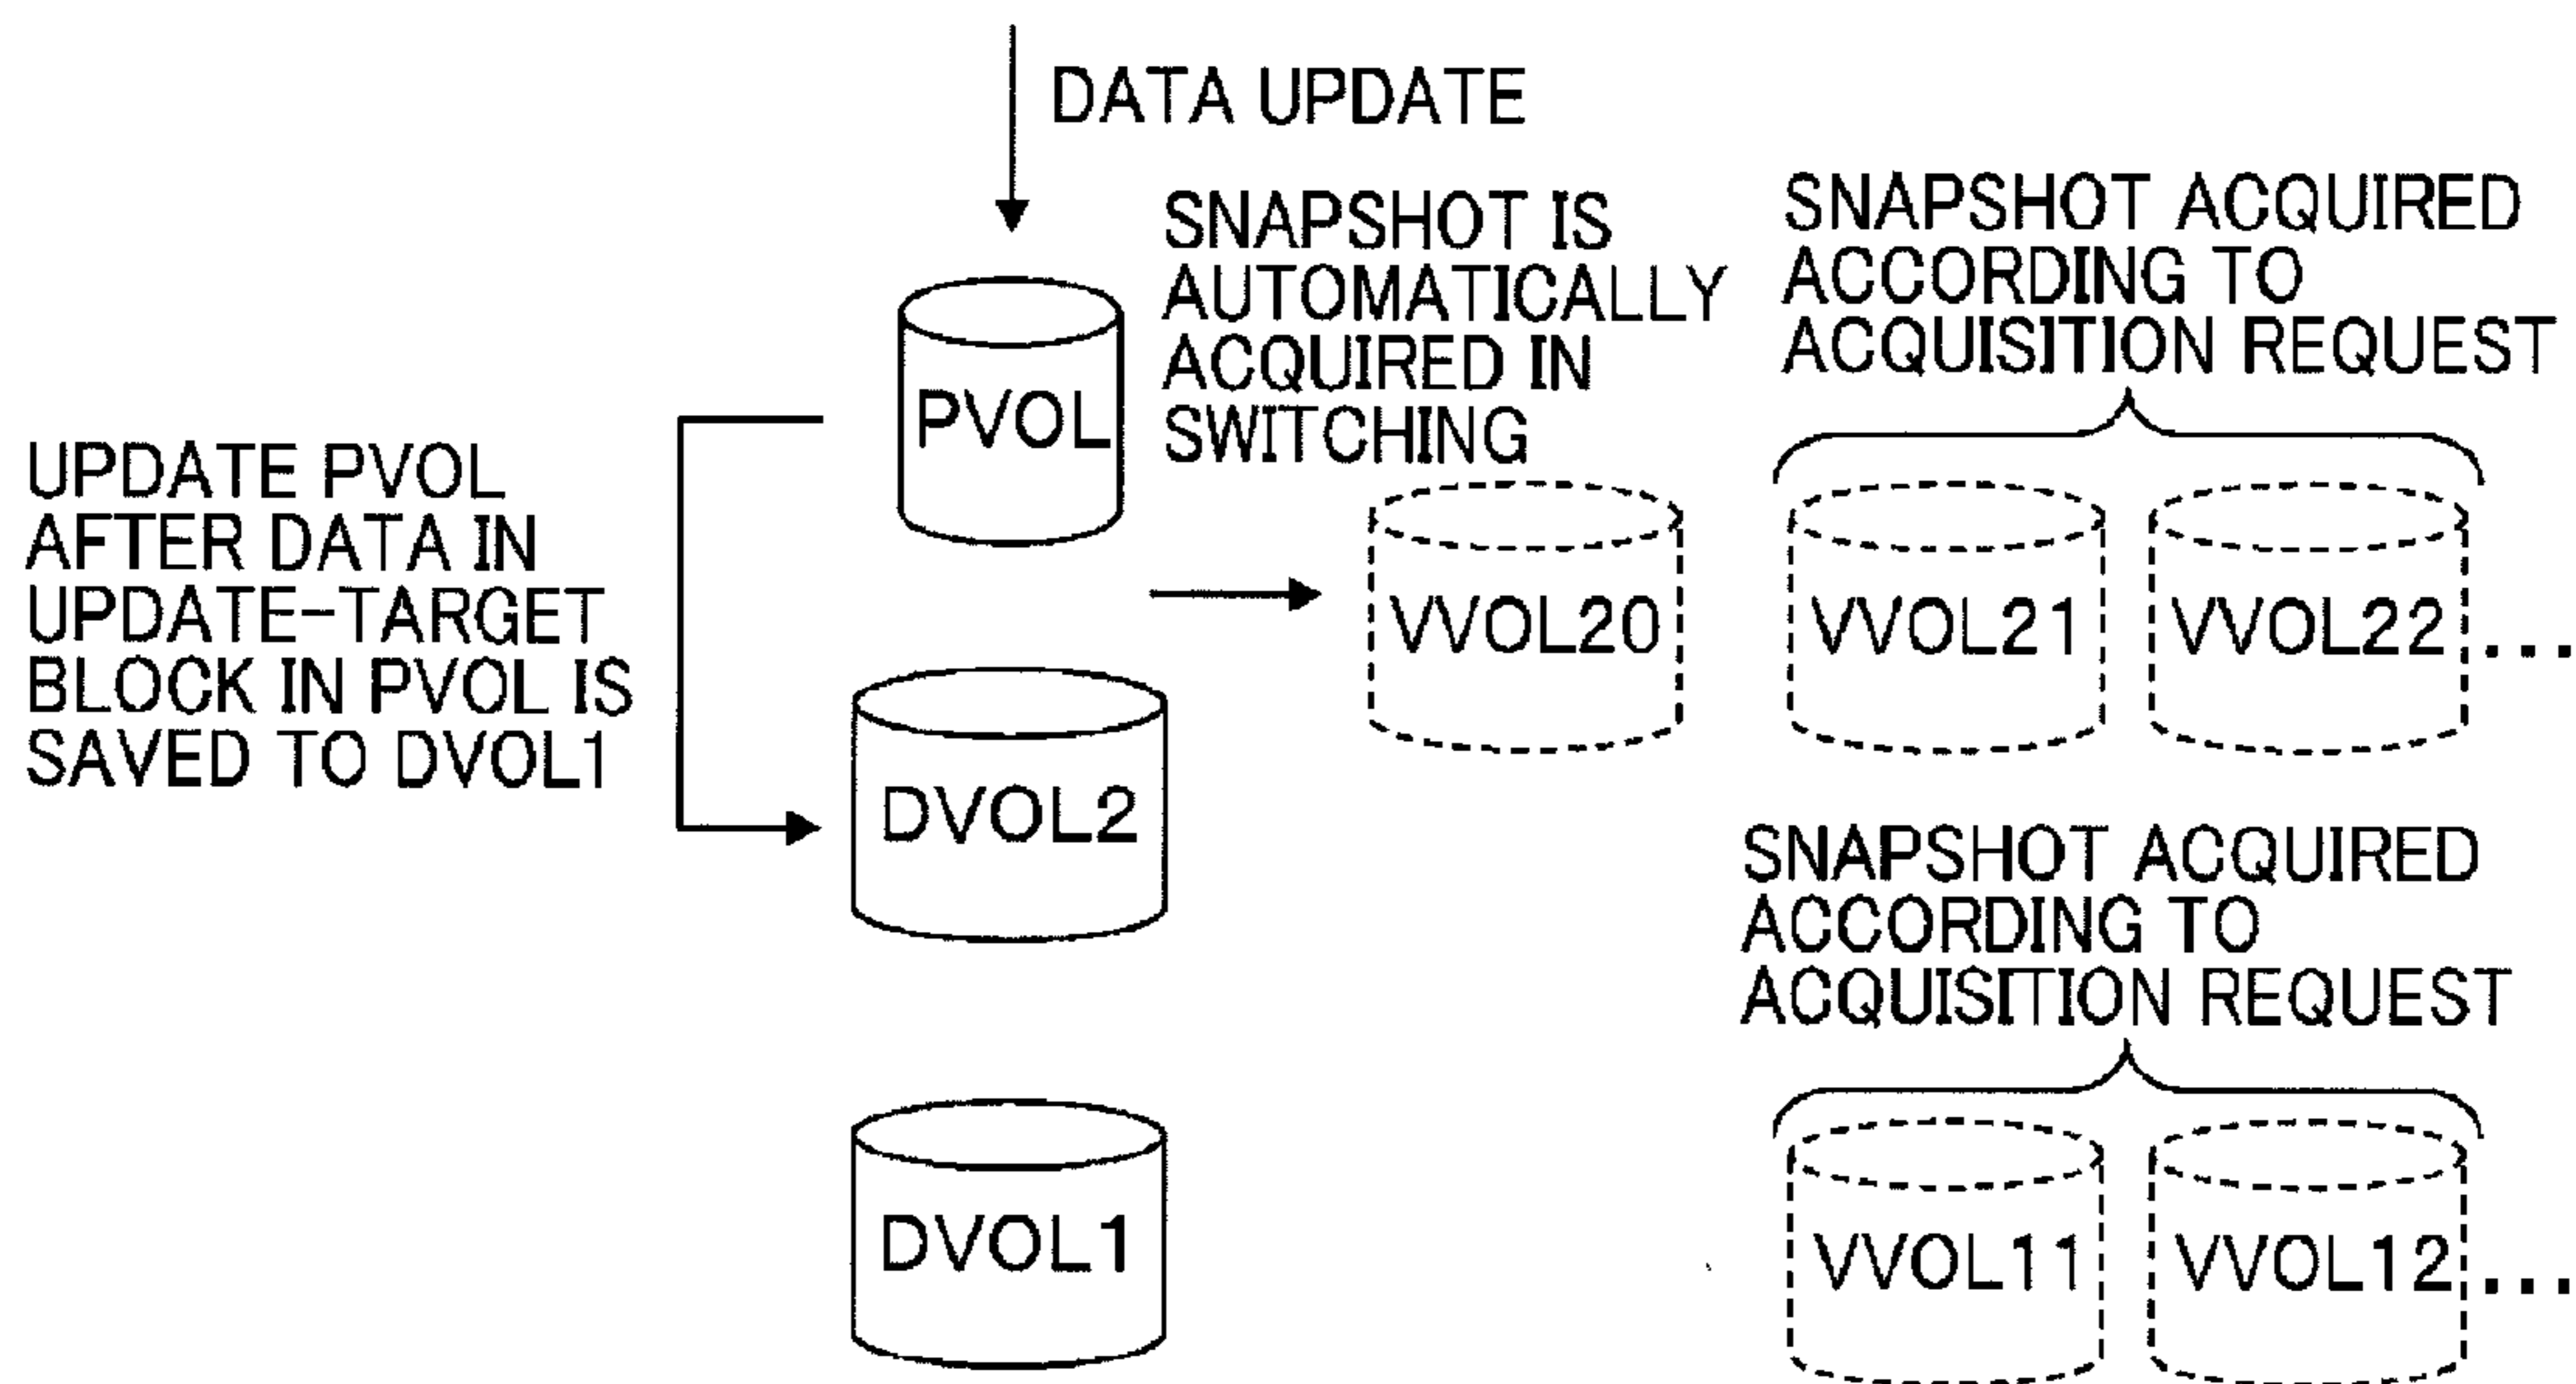 DATA UPDATE
SNAPSHOT IS
AUTOMATICALLY
ACQUIRED IN
SWITCHING
SNAPSHOT ACQUIRED
ACCORDING TO
ACQUISITION REQUEST
PVOL
UPDATE PVOL
AFTER DATA IN
UPDATE-TARGET
BLOCK IN PVOL IS
SAVED TO DVOL1
VVOL20
VVOL21
VVOL22
...
DVOL2
SNAPSHOT ACQUIRED
ACCORDING TO
ACQUISITION REQUEST
DVOL1
VVOL11
VVOL12
...